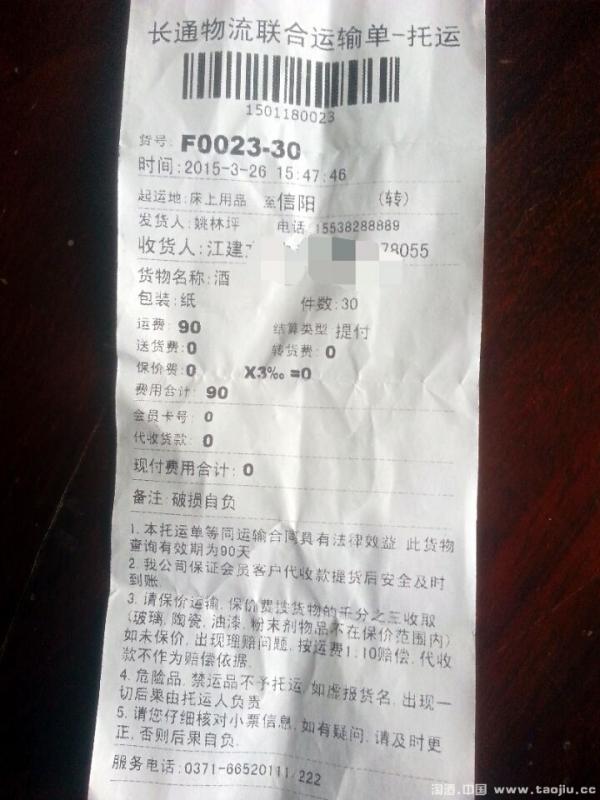 长通物流联合运输单-托运
1501180023
货号: F0023-30
时间:2015-3-26 15:47:46
起运地:床上用品 至信阳 (转)
发货人:姚林坪 电话 15538288889
收货人:江建 78055
货物名称:酒
包装:纸 件数:30
运费:90 结算类型 提付
送货费:0 转货费:0
保价费:0 X3‰ =0
费用合计: 90
会员卡号: 0
代收货款: 0
现付费用合计: 0
备注:破损自负
1.本托运单等同运输合同具有法律效益 此货物
查询有效期为90天
2.我公司保证会员客户代收款提货后安全及时
到账.
3.请保价运输,保价费按货物的千分之三收取
(玻璃,陶瓷,油漆,粉末剂物品不在保价范围内)
如未保价,出现理赔问题,按运费1:10赔偿,代收
款不作为赔偿依据.
4.危险品,禁运品不予托运,如虚报货名,出现一
切后果由托运人负责
5.请您仔细核对小票信息,如有疑问,请及时更
正,否则后果自负.
服务电话:0371-66520111/222
淘酒.中国 www.taojiu.cc